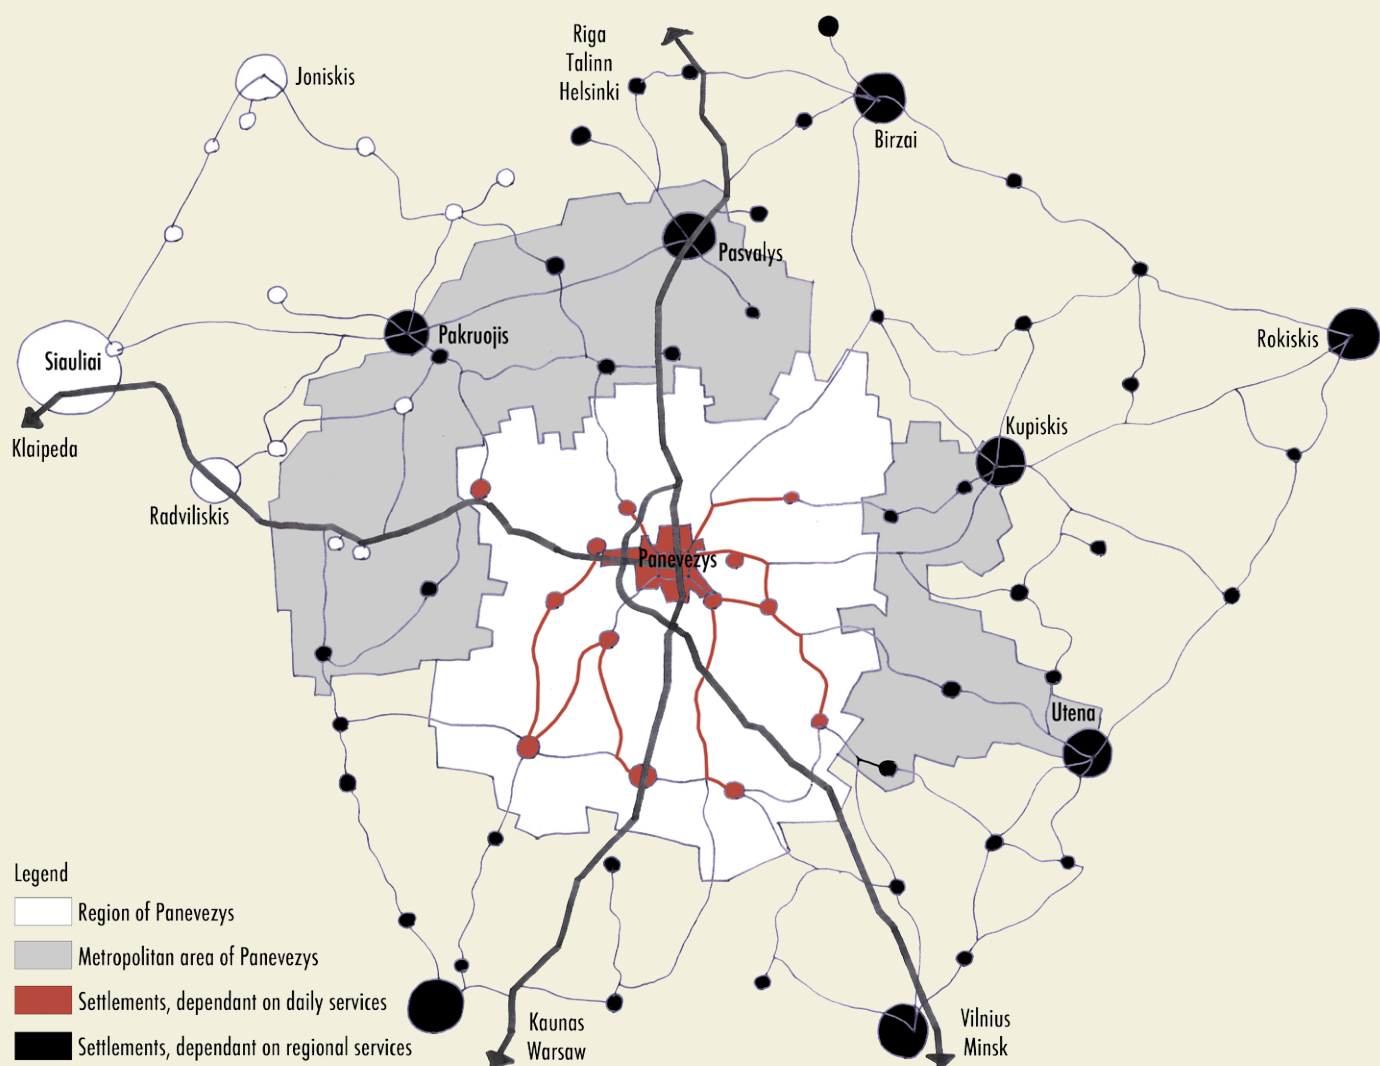 Riga
Talinn
Helsinki
Joniskis
Birzai
Pasvalys
Pakruojis
Siauliai
Rokiskis
Klaipeda
Kupiskis
Radviliskis
Panevezys
Utena
Legend
Region of Panevezys
Metropolitan area of Panevezys
Settlements, dependant on daily services
Settlements, dependant on regional services
Kaunas
Warsaw
Vilnius
Minsk